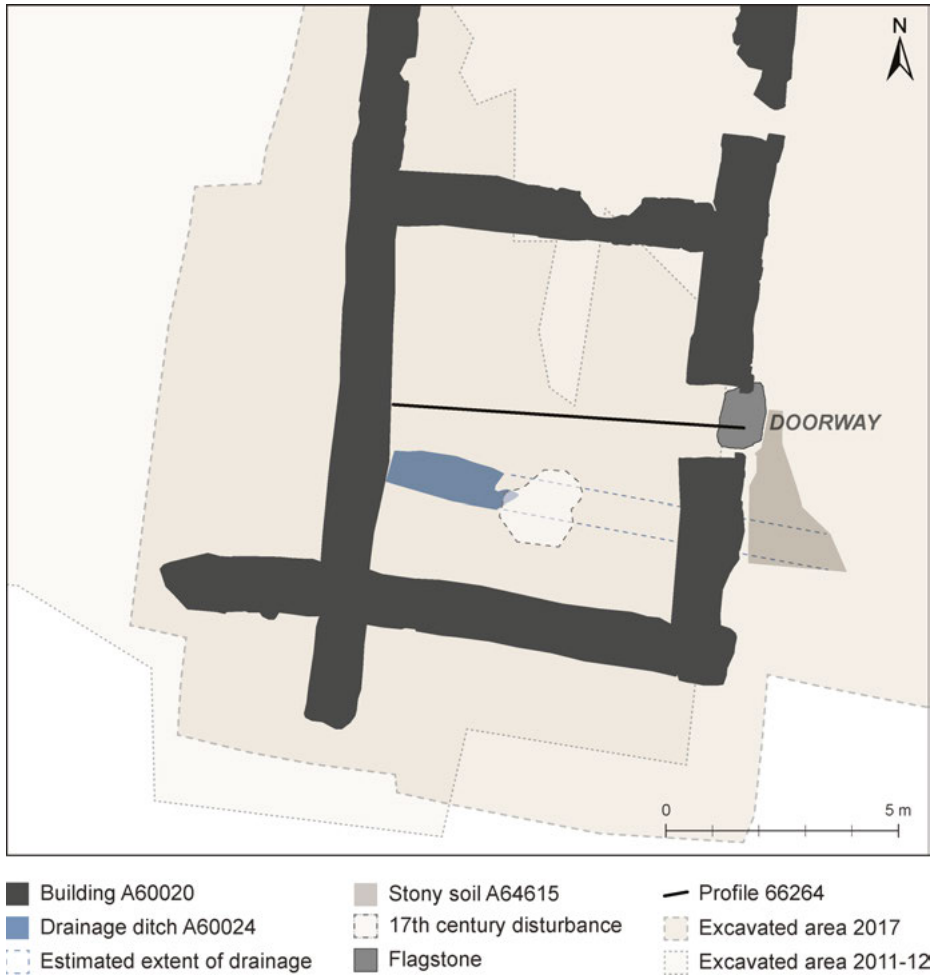 N
DOORWAY
0 5 m
Building A60020
Stony soil A64615
Profile 66264
Drainage ditch A60024
17th century disturbance
Excavated area 2017
Estimated extent of drainage
Flagstone
Excavated area 2011-12